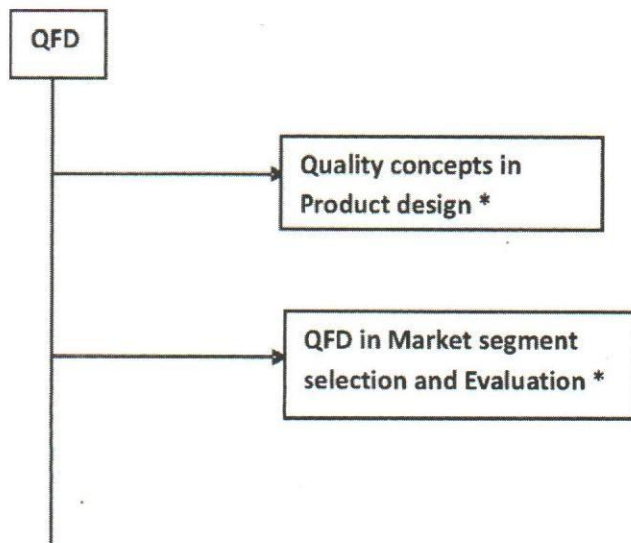 QFD
Quality concepts in
Product design *
QFD in Market segment
selection and Evaluation *